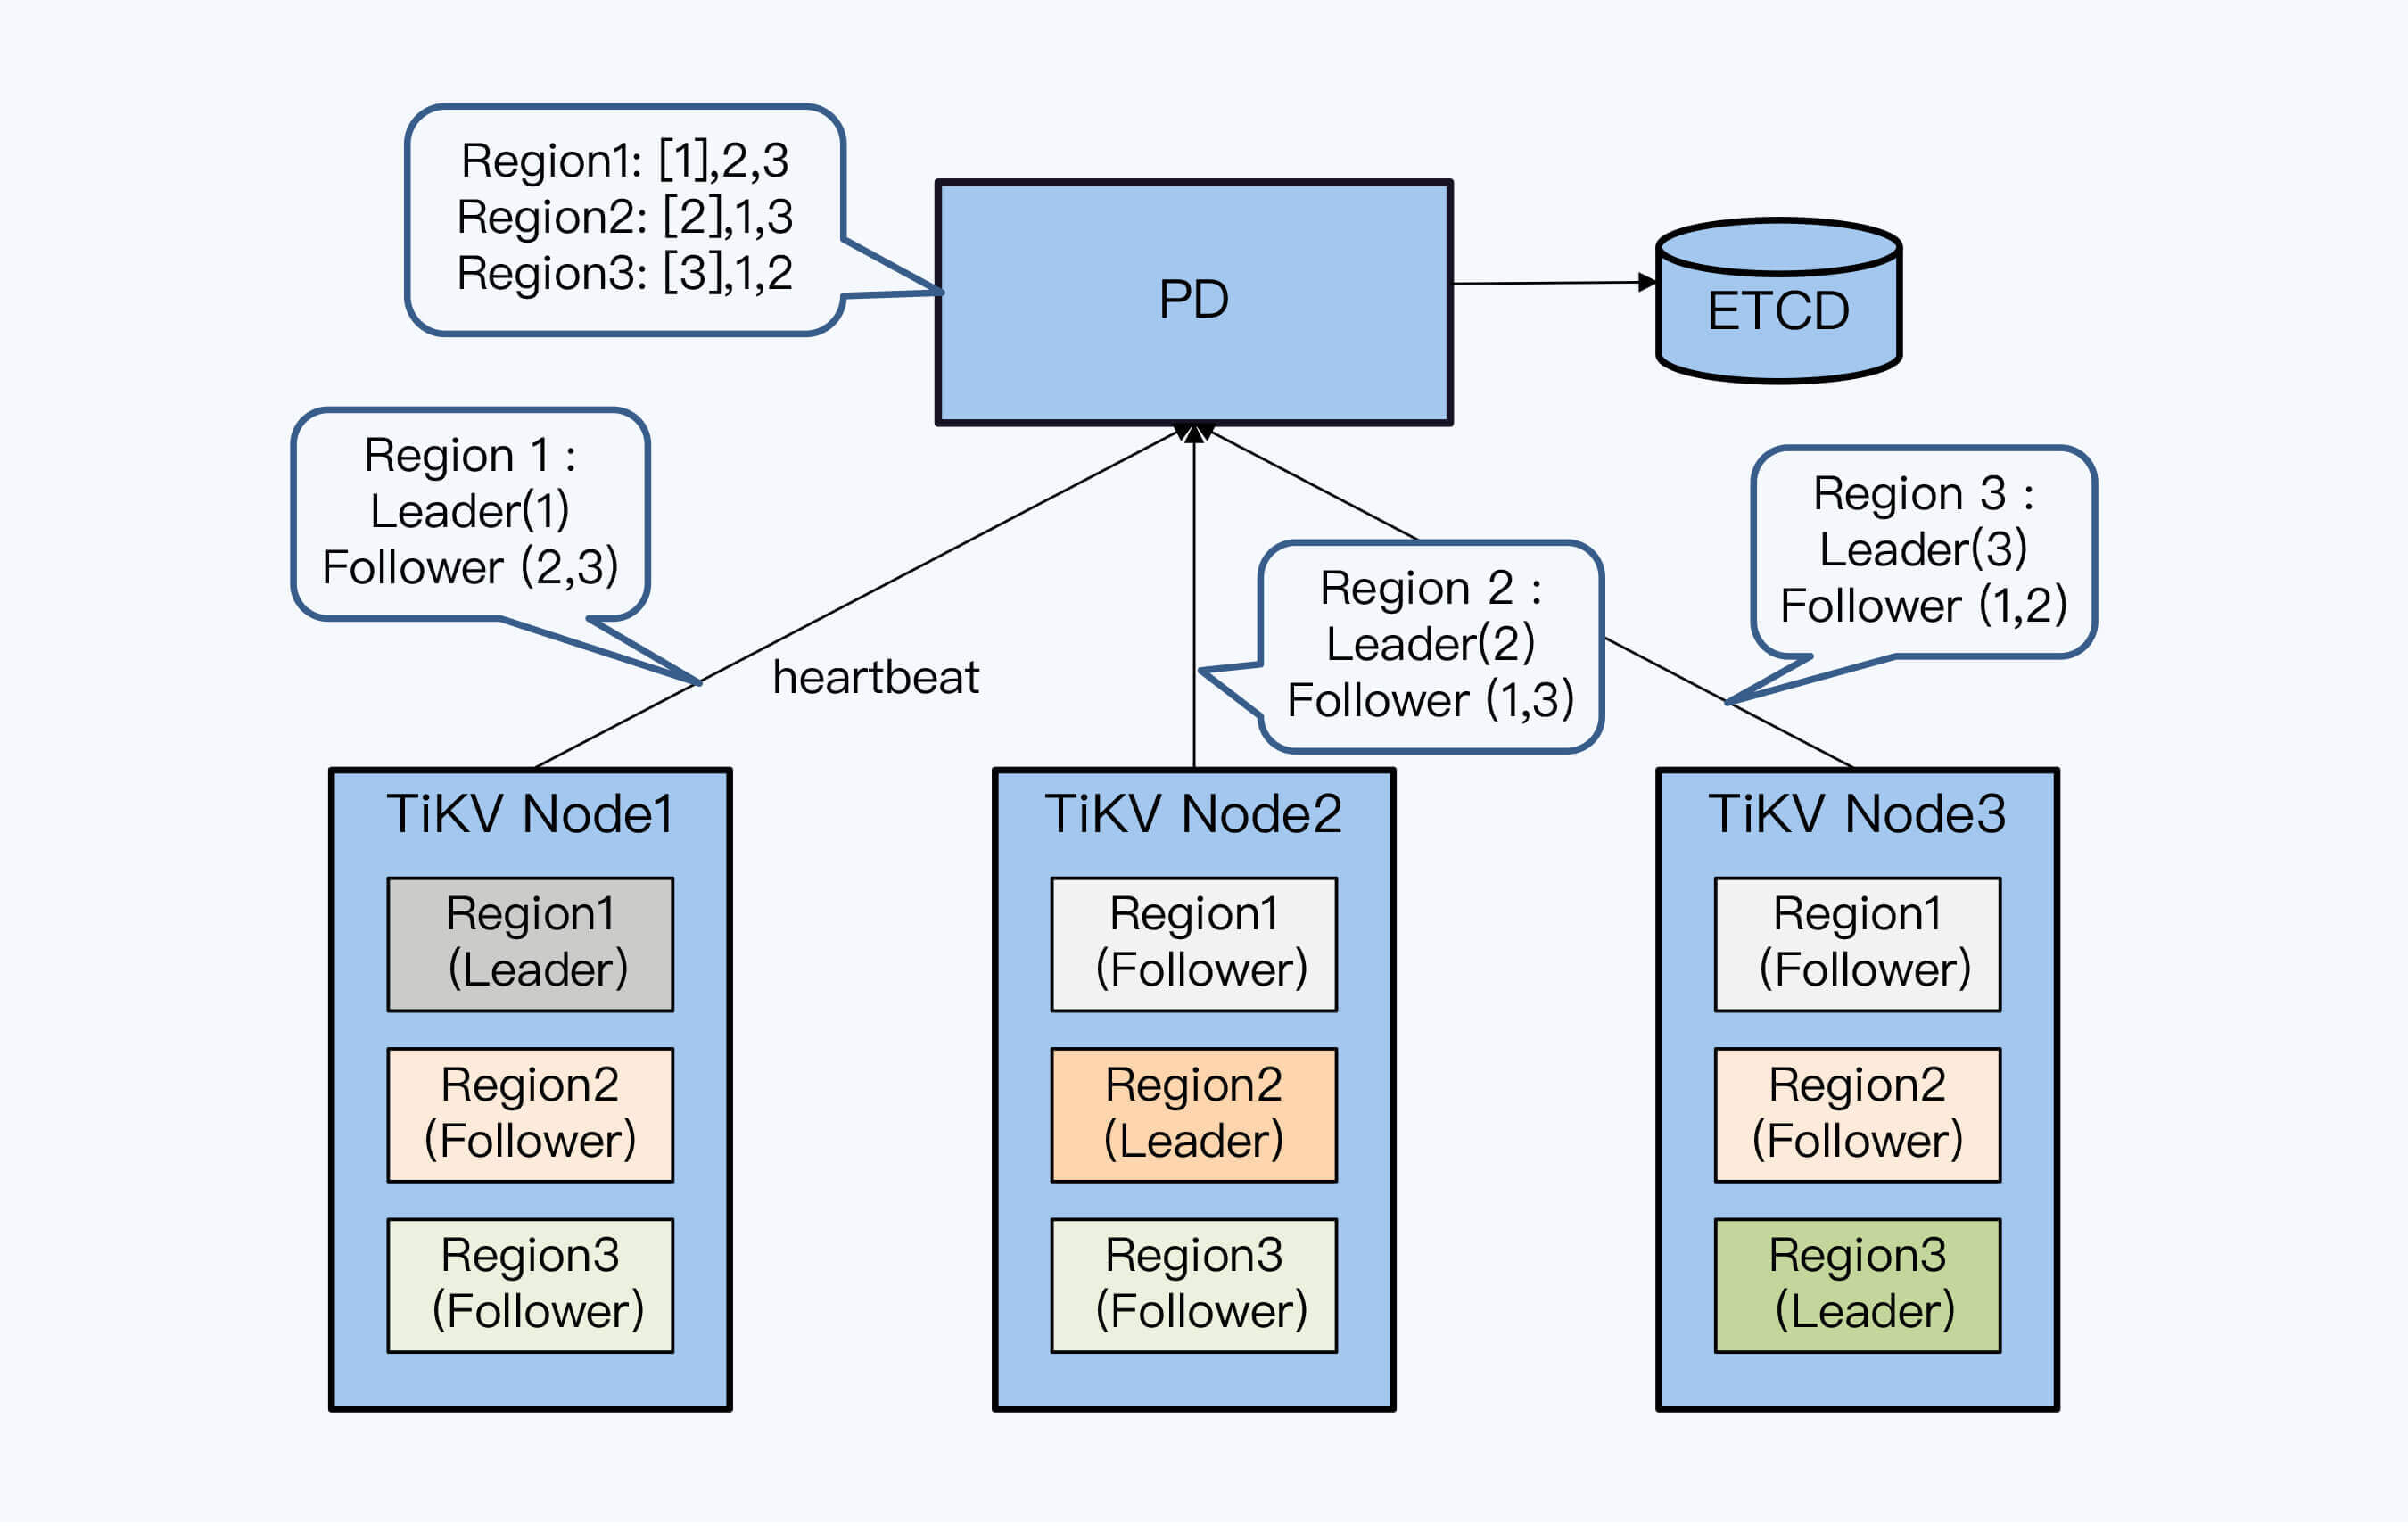 Region1: [1],2,3
Region2: [2],1,3
Region3: [3],1,2
PD
ETCD
Region 1 :
Leader(1)
Follower (2,3)
heartbeat
Region 2 :
Leader(2)
Follower (1,3)
Region 3 :
Leader(3)
Follower (1,2)
TiKV Node1
Region1
(Leader)
Region2
(Follower)
Region3
(Follower)
TiKV Node2
Region1
(Follower)
Region2
(Leader)
Region3
(Follower)
TiKV Node3
Region1
(Follower)
Region2
(Follower)
Region3
(Leader)